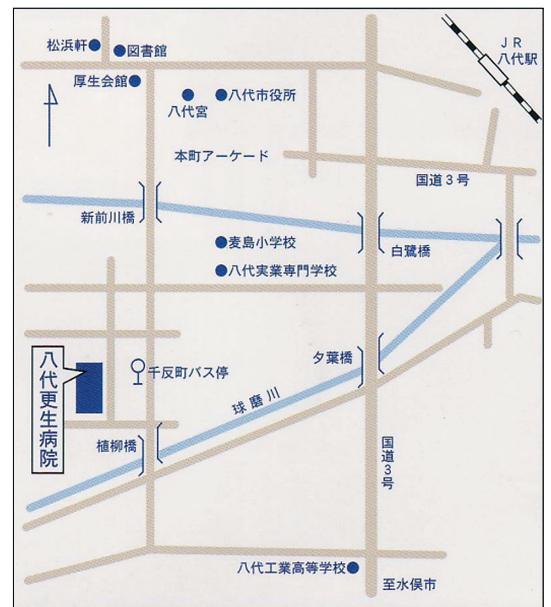 松浜軒
図書館
JR
八代駅
厚生会館
八代宮
八代市役所
本町アーケード
国道3号
新前川橋
麦島小学校
白鷺橋
八代実業専門学校
夕葉橋
千反町バス停
八代更生病院
球磨川
植柳橋
国道3号
八代工業高等学校
至水俣市